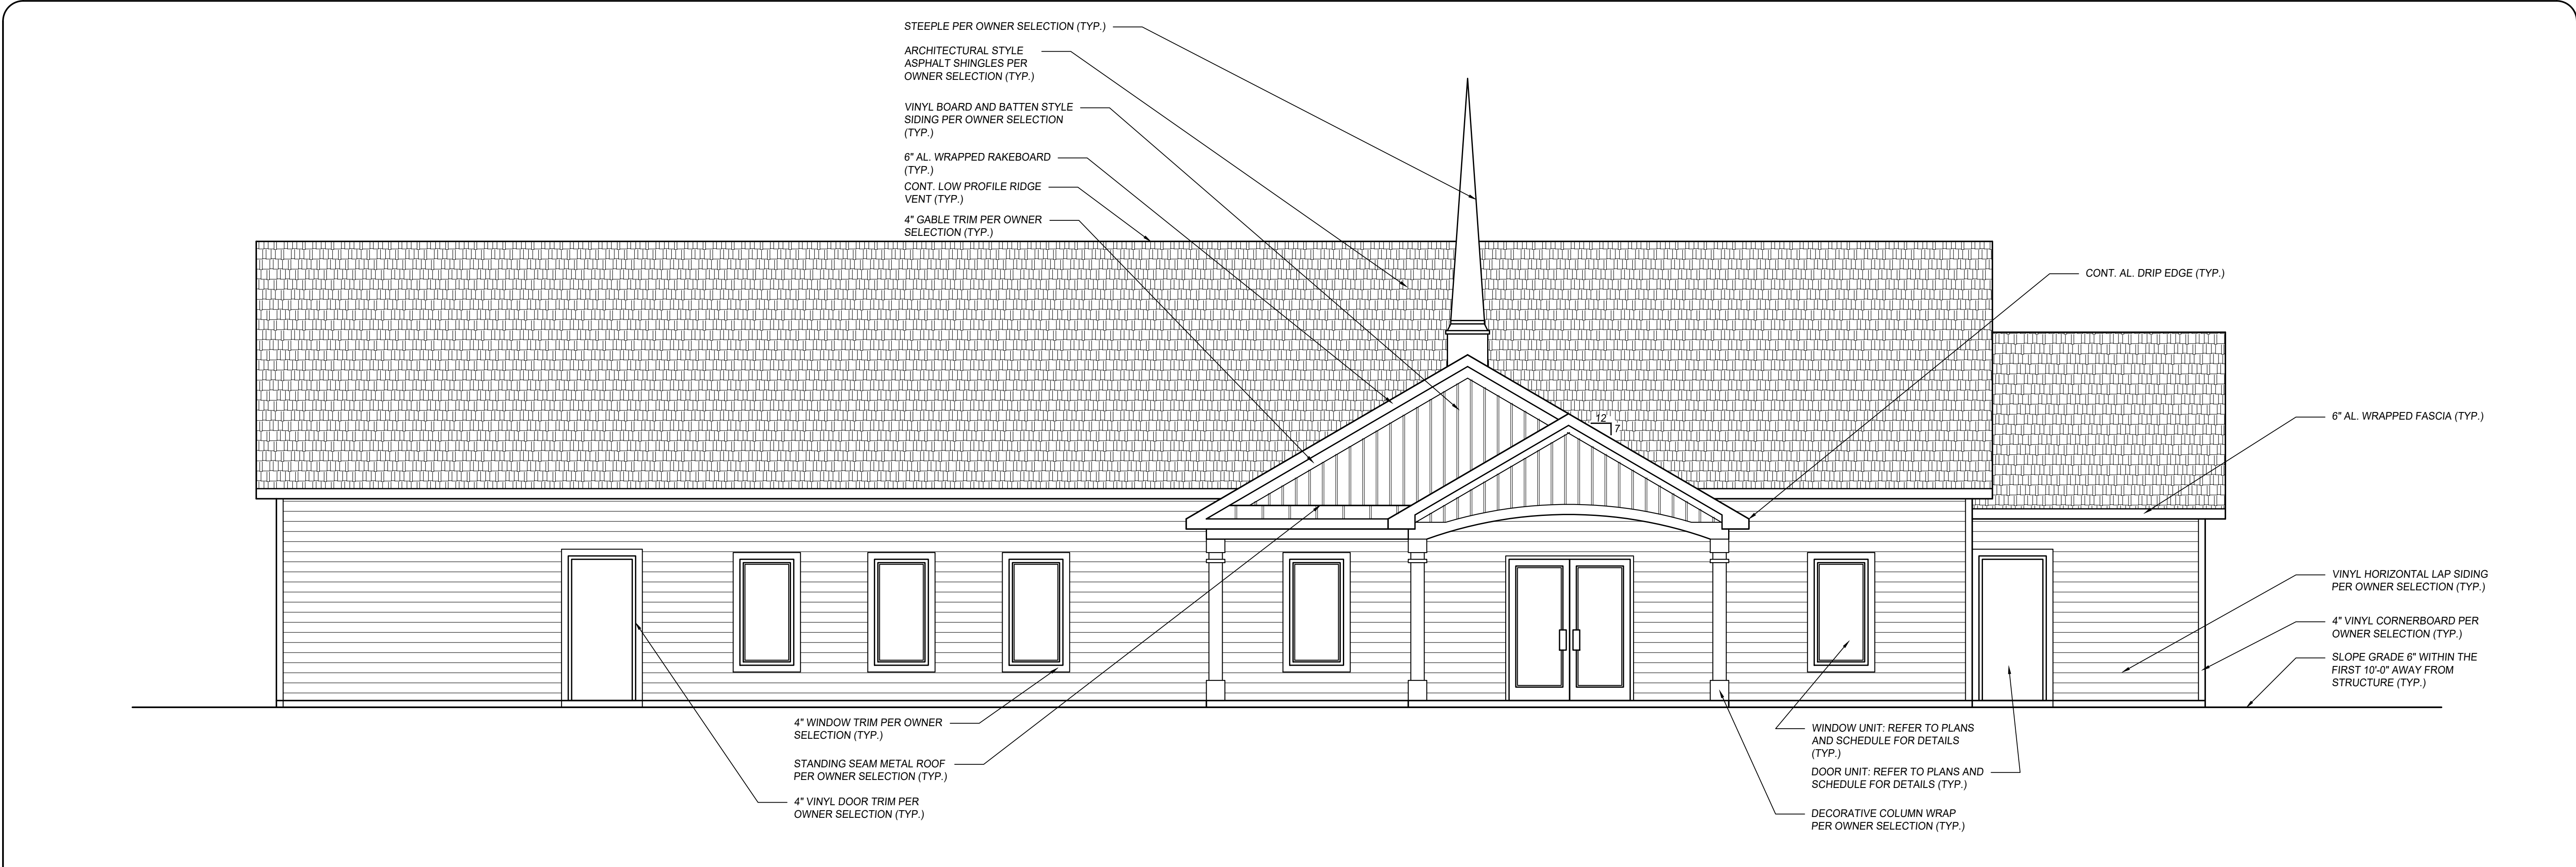 STEEPLE PER OWNER SELECTION (TYP.)
ARCHITECTURAL STYLE
ASPHALT SHINGLES PER
OWNER SELECTION (TYP.)
VINYL BOARD AND BATTEN STYLE
SIDING PER OWNER SELECTION
(TYP.)
6" AL. WRAPPED RAKEBOARD
(TYP.)
CONT. LOW PROFILE RIDGE
VENT (TYP.)
4" GABLE TRIM PER OWNER
SELECTION (TYP.)
CONT. AL. DRIP EDGE (TYP.)
12
7
6" AL. WRAPPED FASCIA (TYP.)
VINYL HORIZONTAL LAP SIDING
PER OWNER SELECTION (TYP.)
4" VINYL CORNERBOARD PER
OWNER SELECTION (TYP.)
SLOPE GRADE 6" WITHIN THE
FIRST 10'-0" AWAY FROM
STRUCTURE (TYP.)
4" WINDOW TRIM PER OWNER
SELECTION (TYP.)
STANDING SEAM METAL ROOF
PER OWNER SELECTION (TYP.)
4" VINYL DOOR TRIM PER
OWNER SELECTION (TYP.)
WINDOW UNIT: REFER TO PLANS
AND SCHEDULE FOR DETAILS
(TYP.)
DOOR UNIT: REFER TO PLANS AND
SCHEDULE FOR DETAILS (TYP.)
DECORATIVE COLUMN WRAP
PER OWNER SELECTION (TYP.)